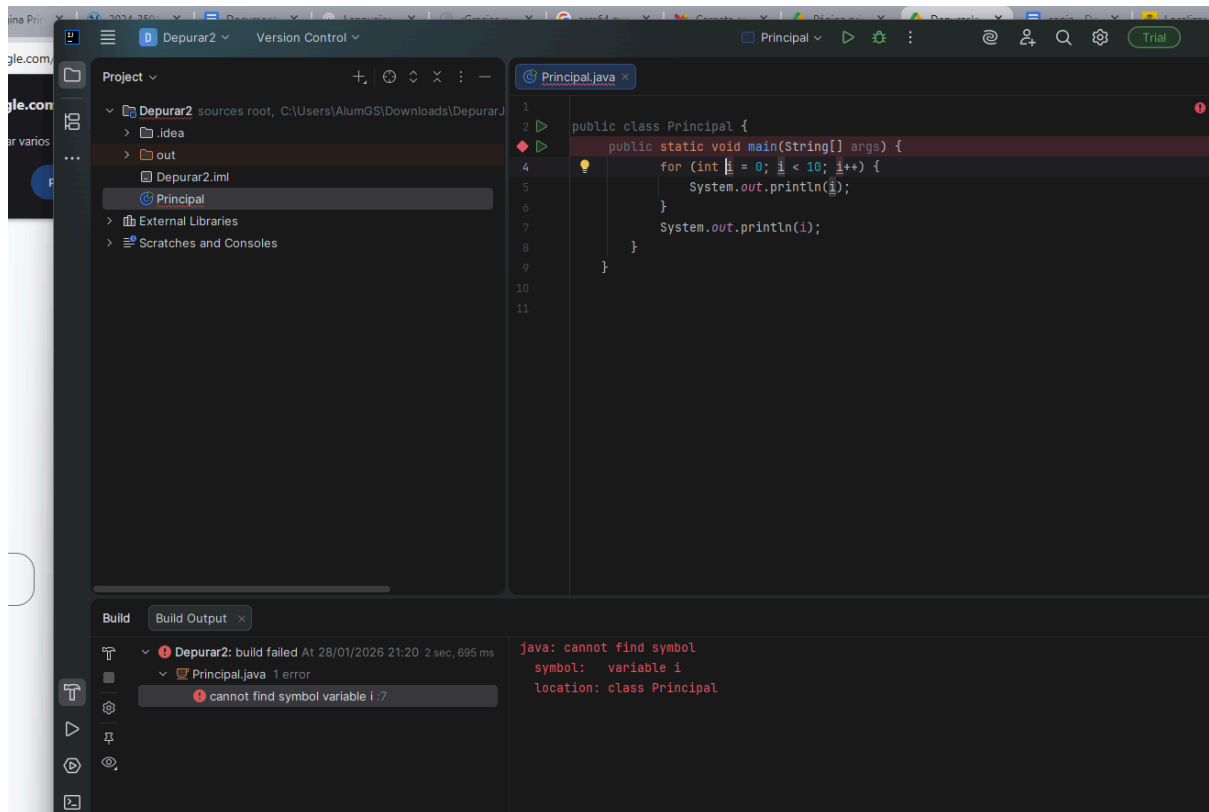 2024-250
Document
Depurar2
Version Control
Principal
Trial
gle.com/
gle.com
ar varios
Project
Principal.java
Depurar2 sources root, C:\Users\AlumGS\Downloads\DepurarJ
.idea
out
Depurar2.iml
Principal
External Libraries
Scratches and Consoles
1
2 public class Principal {
public static void main(String[] args) {
4 for (int i = 0; i < 10; i++) {
5 System.out.println(i);
6 }
7 System.out.println(i);
8 }
9 }
10
11
Build
Build Output
Depurar2: build failed At 28/01/2026 21:20 2 sec, 695 ms
Principal.java 1 error
cannot find symbol variable i :7
java: cannot find symbol
symbol: variable i
location: class Principal